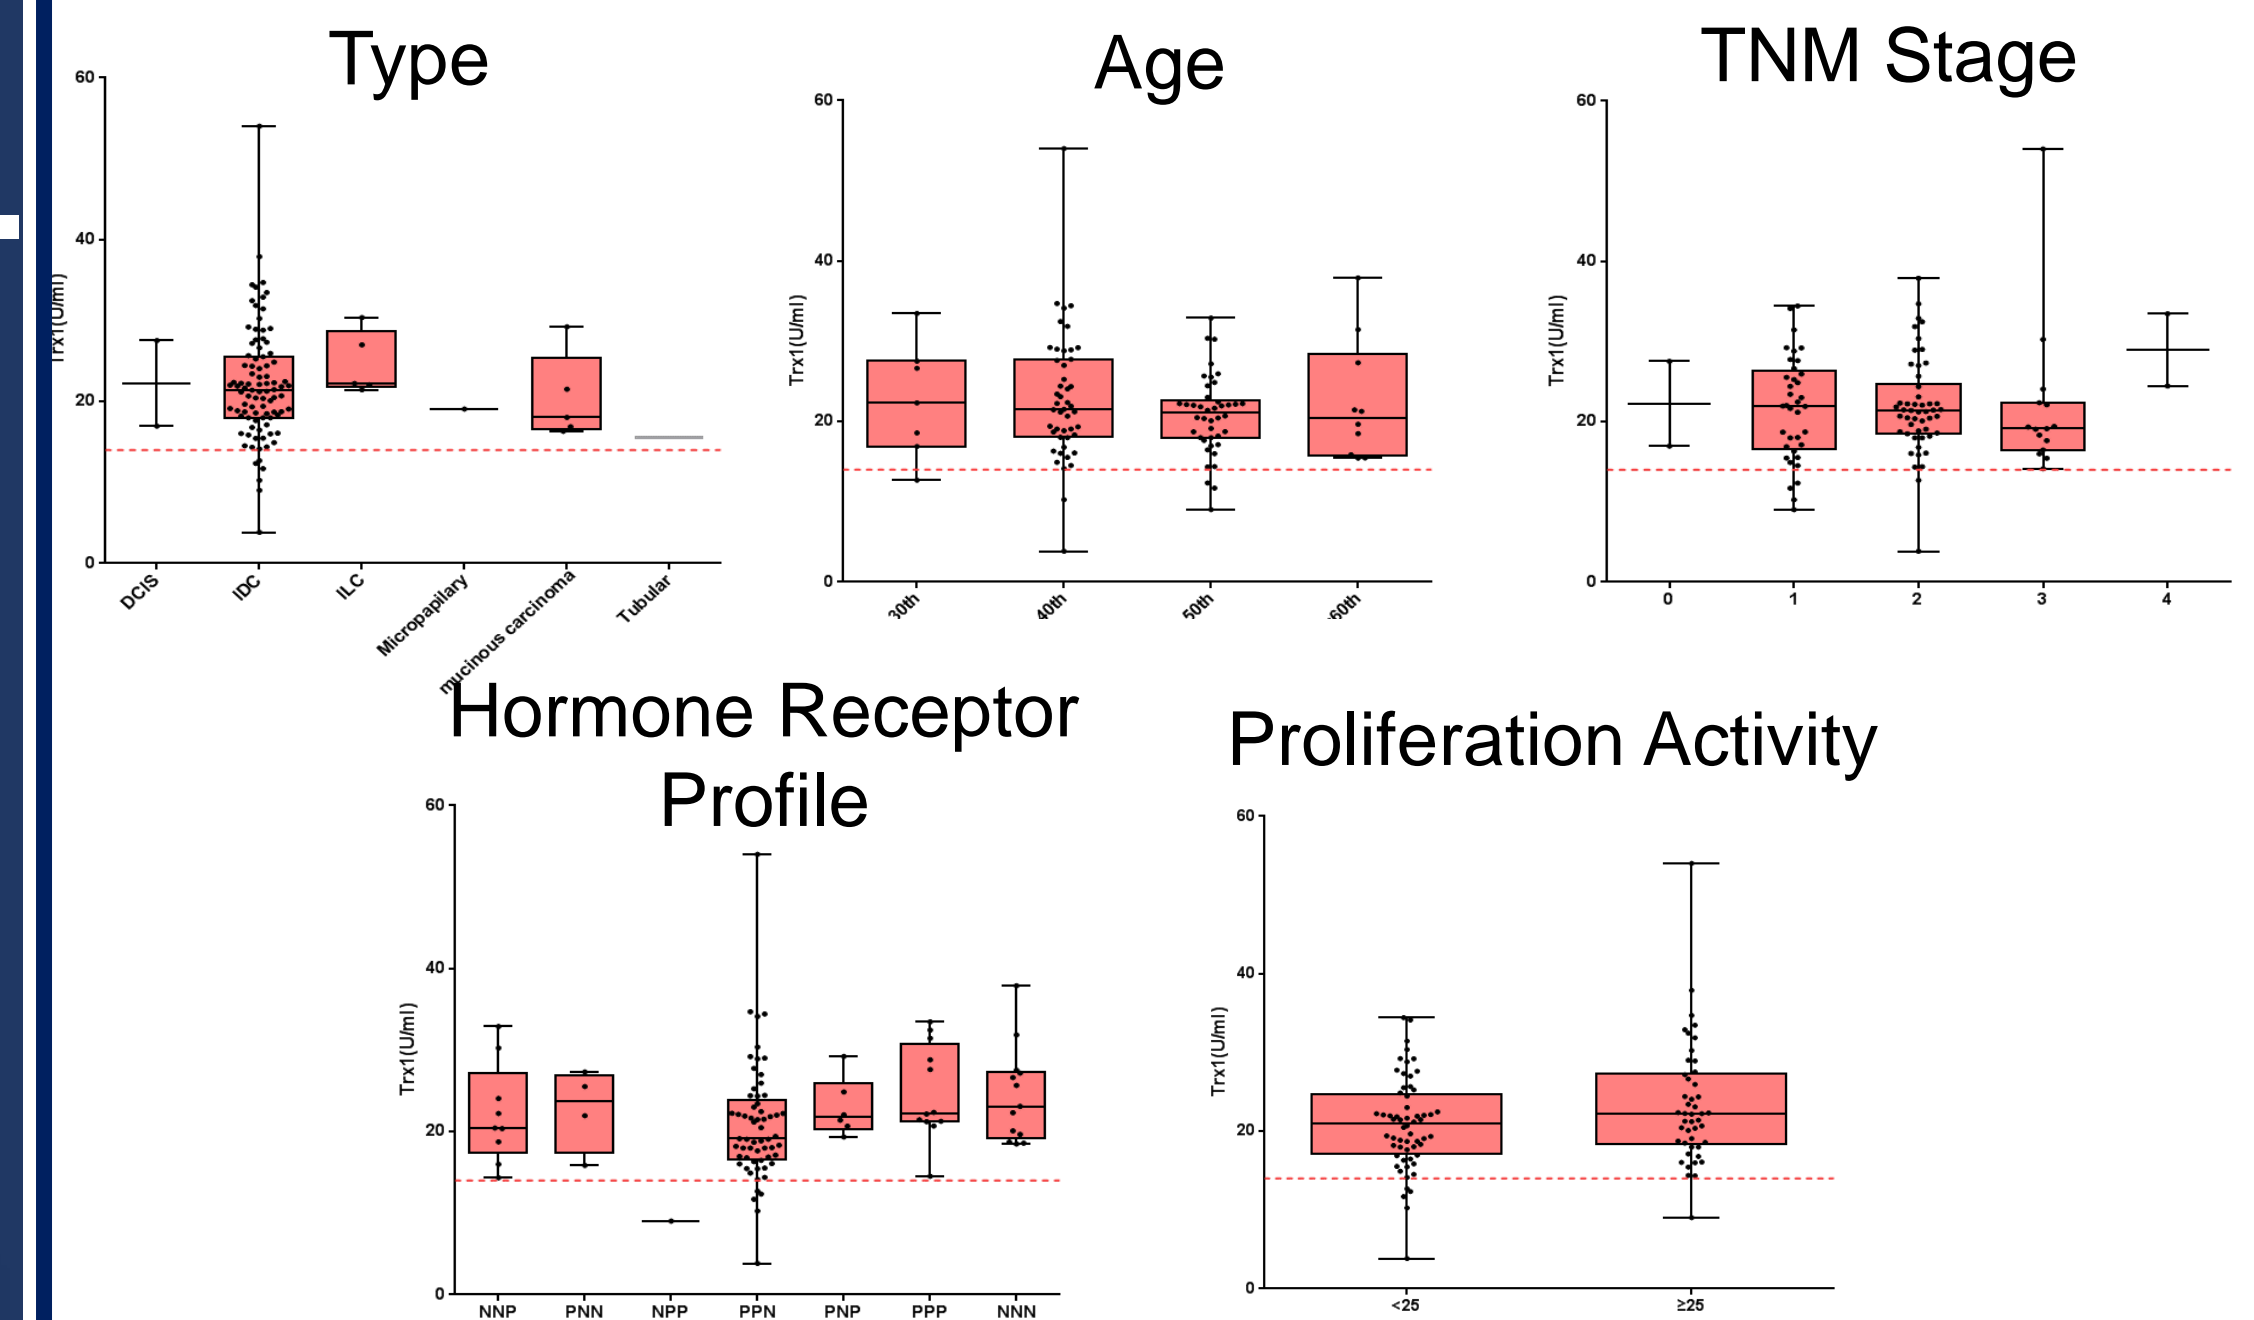 Type
60
40
20
0
Trx1(U/ml)
DCIS
IDC
ILC
Micropapilary
mucinous carcinoma
Tubular
Age
60
40
20
0
Trx1(U/ml)
30th
40th
50th
60th
TNM Stage
60
40
20
0
Trx1(U/ml)
0 1 2 3 4
Hormone Receptor
Profile
60
40
20
0
Trx1(U/ml)
NNP PNN NPP PPN PNP PPP NNN
Proliferation Activity
60
40
20
0
Trx1(U/ml)
<25 ≥25